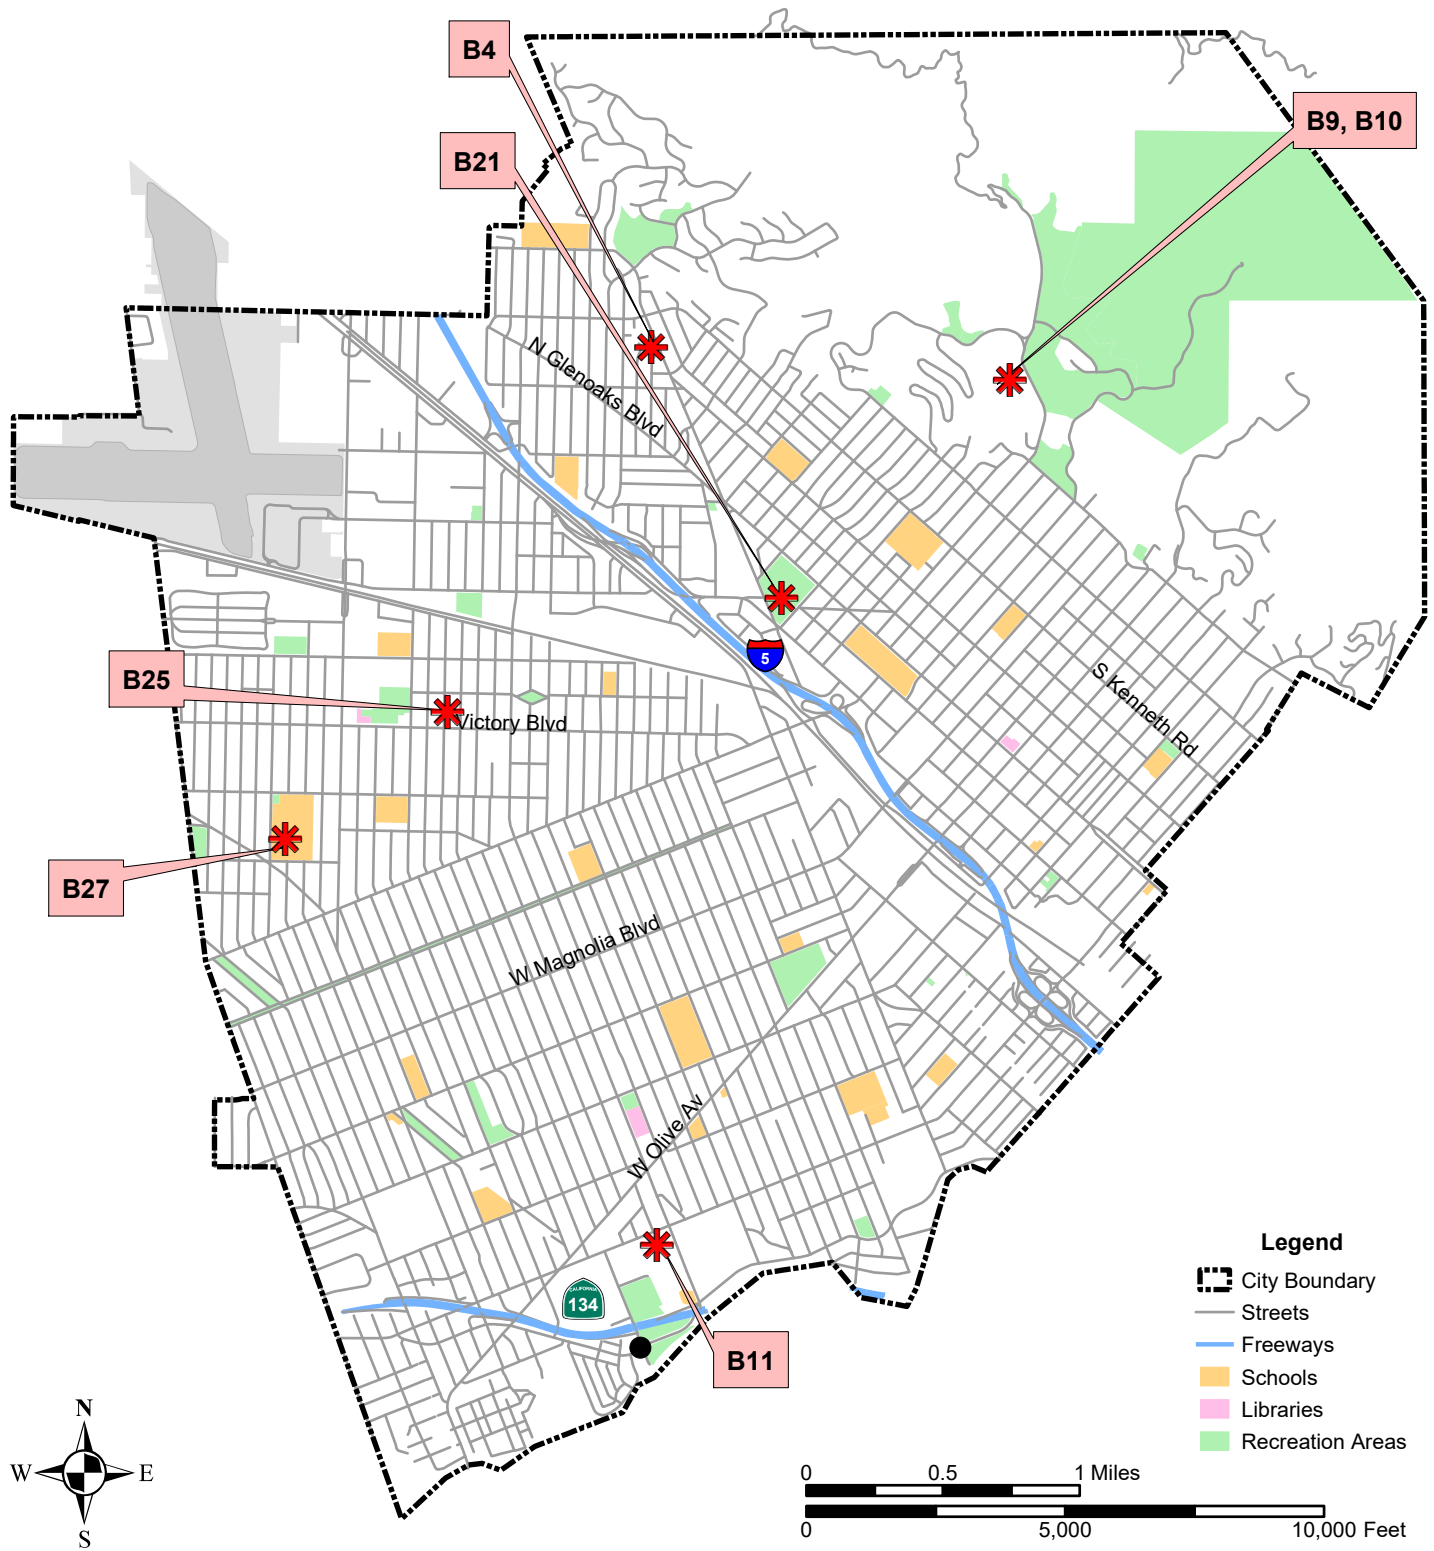 B4
B9, B10
B21
N Glenoaks Blvd
5
B25
Victory Blvd
S Kenneth Rd
B27
W Magnolia Blvd
W Olive Av
CALIFORNIA
134
B11
Legend
City Boundary
Streets
Freeways
Schools
Libraries
Recreation Areas
N
W E
S
0 0.5 1 Miles
0 5,000 10,000 Feet